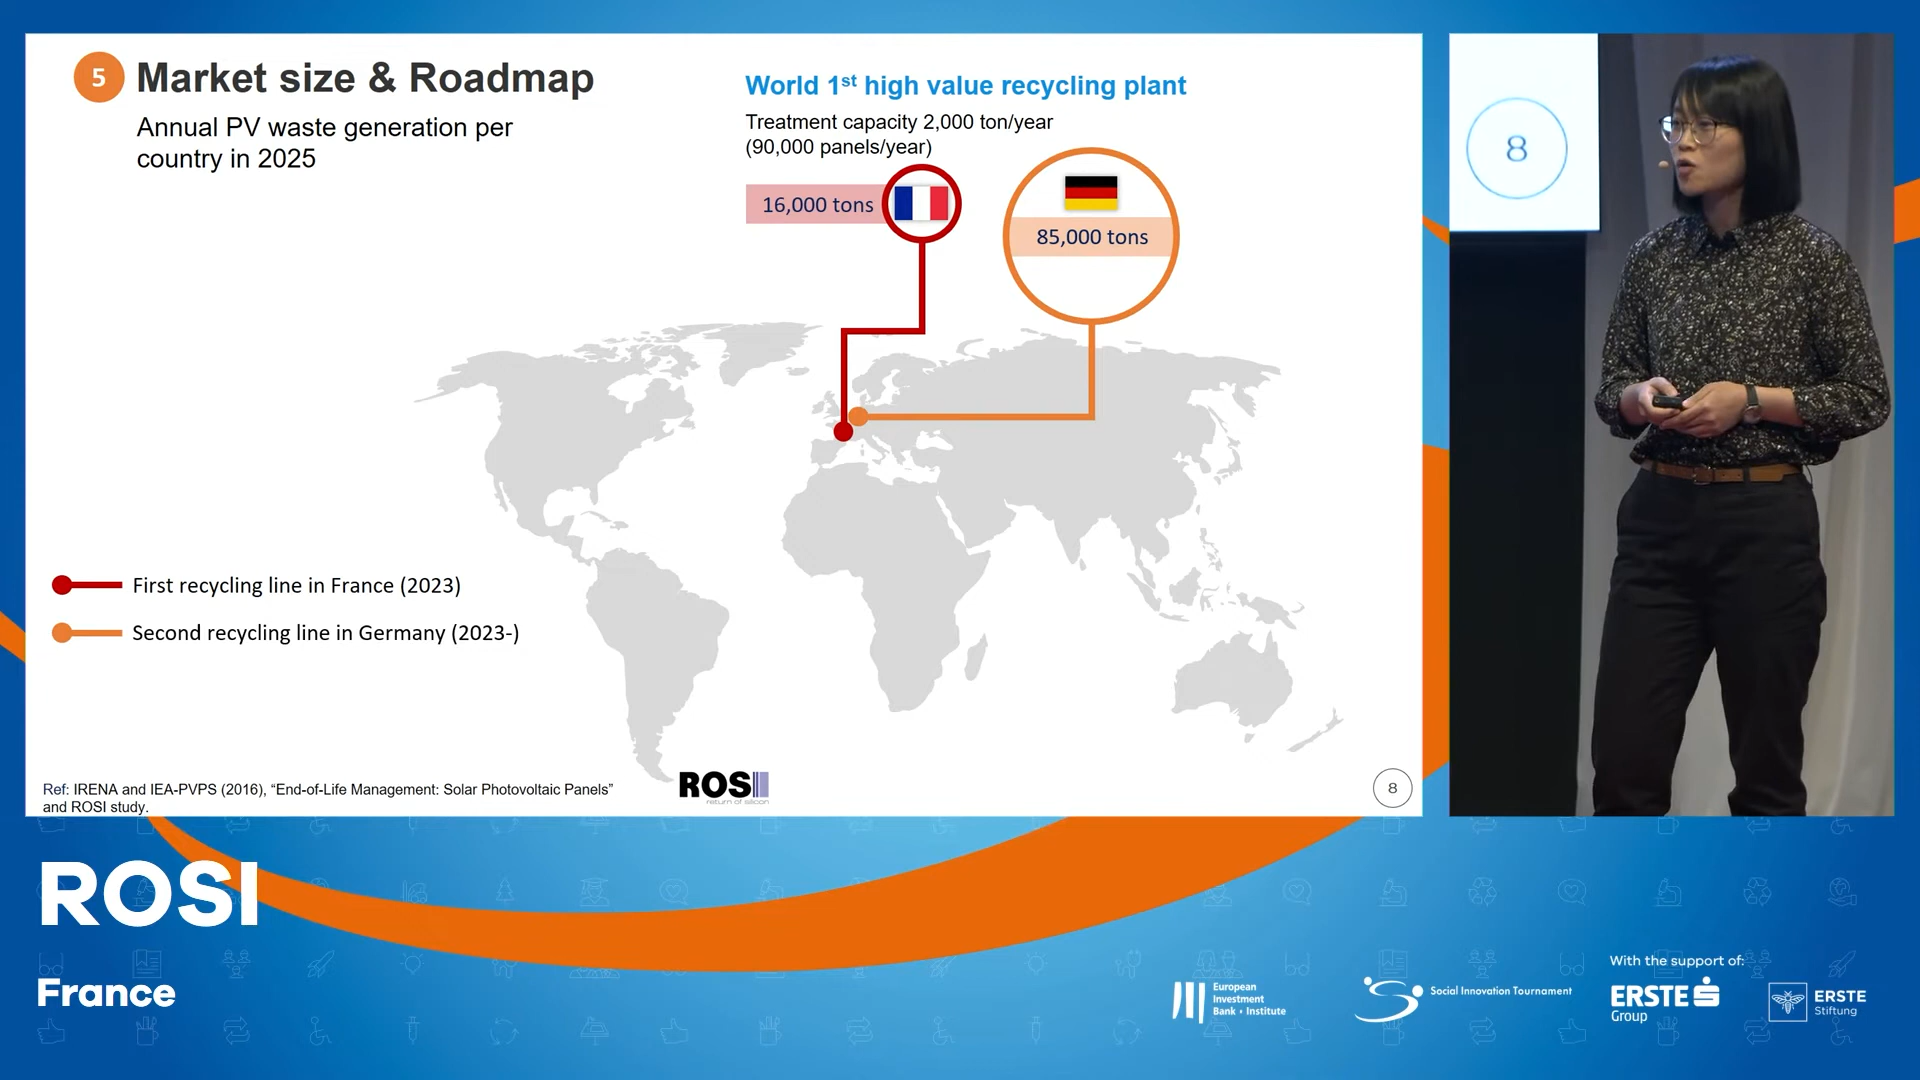 5 Market size & Roadmap
Annual PV waste generation per
country in 2025
World 1st high value recycling plant
Treatment capacity 2,000 ton/year
(90,000 panels/year)
16,000 tons
85,000 tons
First recycling line in France (2023)
Second recycling line in Germany (2023-)
Ref: IRENA and IEA-PVPS (2016), “End-of-Life Management: Solar Photovoltaic Panels”
and ROSI study.
ROSI
return of silicon
8
8
ROSI
France
European
Investment
Bank • Institute
Social Innovation Tournament
With the support of:
ERSTE
Group
ERSTE
Stiftung